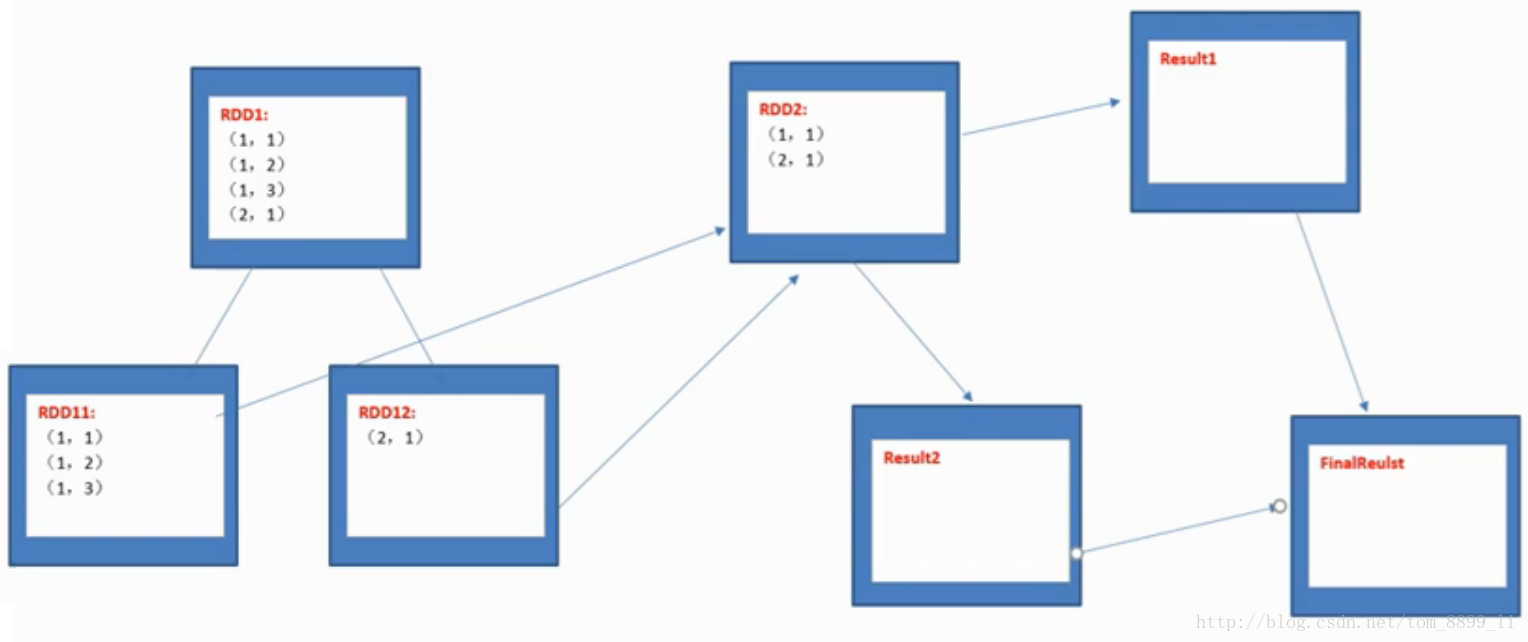 RDD1:
（1，1）
（1，2）
（1，3）
（2，1）
RDD2:
（1，1）
（2，1）
Result1
RDD11:
（1，1）
（1，2）
（1，3）
RDD12:
（2，1）
Result2
FinalReulst
http://blog.csdn.net/tom_8899_li